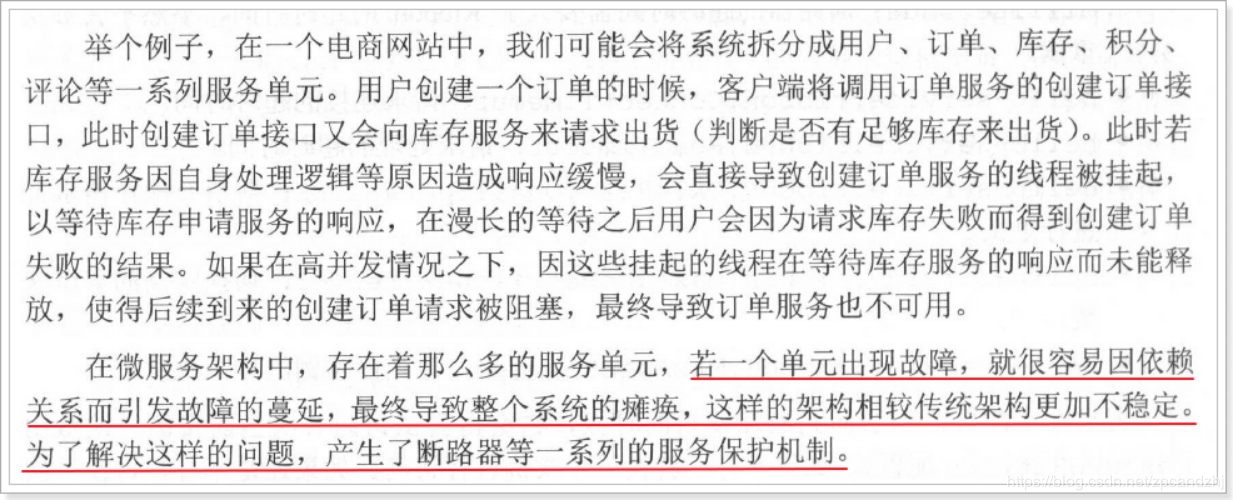 举个例子，在一个电商网站中，我们可能会将系统拆分成用户、订单、库存、积分、
评论等一系列服务单元。用户创建一个订单的时候，客户端将调用订单服务的创建订单接
口，此时创建订单接口又会向库存服务来请求出货（判断是否有足够库存来出货）。此时若
库存服务因自身处理逻辑等原因造成响应缓慢，会直接导致创建订单服务的线程被挂起，
以等待库存申请服务的响应，在漫长的等待之后用户会因为请求库存失败而得到创建订单
失败的结果。如果在高并发情况之下，因这些挂起的线程在等待库存服务的响应而未能释
放，使得后续到来的创建订单请求被阻塞，最终导致订单服务也不可用。
在微服务架构中，存在着那么多的服务单元，若一个单元出现故障，就很容易因依赖
关系而引发故障的蔓延，最终导致整个系统的瘫痪，这样的架构相较传统架构更加不稳定。
为了解决这样的问题，产生了断路器等一系列的服务保护机制。
https://blog.csdn.net/zpcandzhj